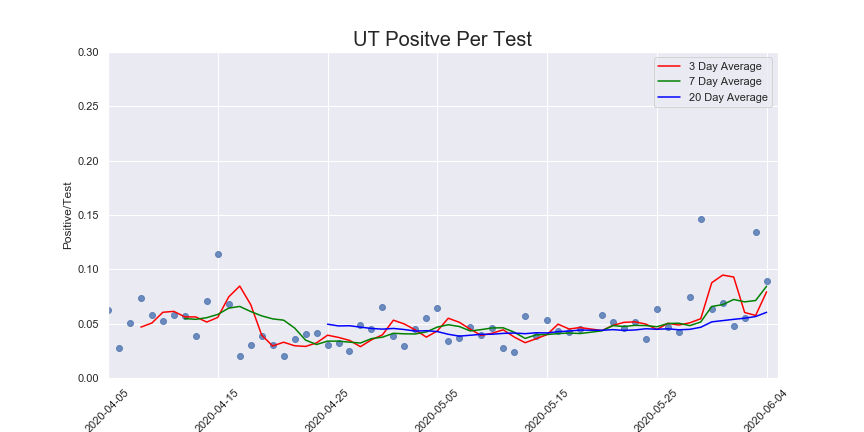 UT Positve Per Test
0.30
0.25
0.20
0.15
0.10
0.05
0.00
Positive/Test
3 Day Average
7 Day Average
20 Day Average
2020-04-05
2020-04-15
2020-04-25
2020-05-05
2020-05-15
2020-05-25
2020-06-04